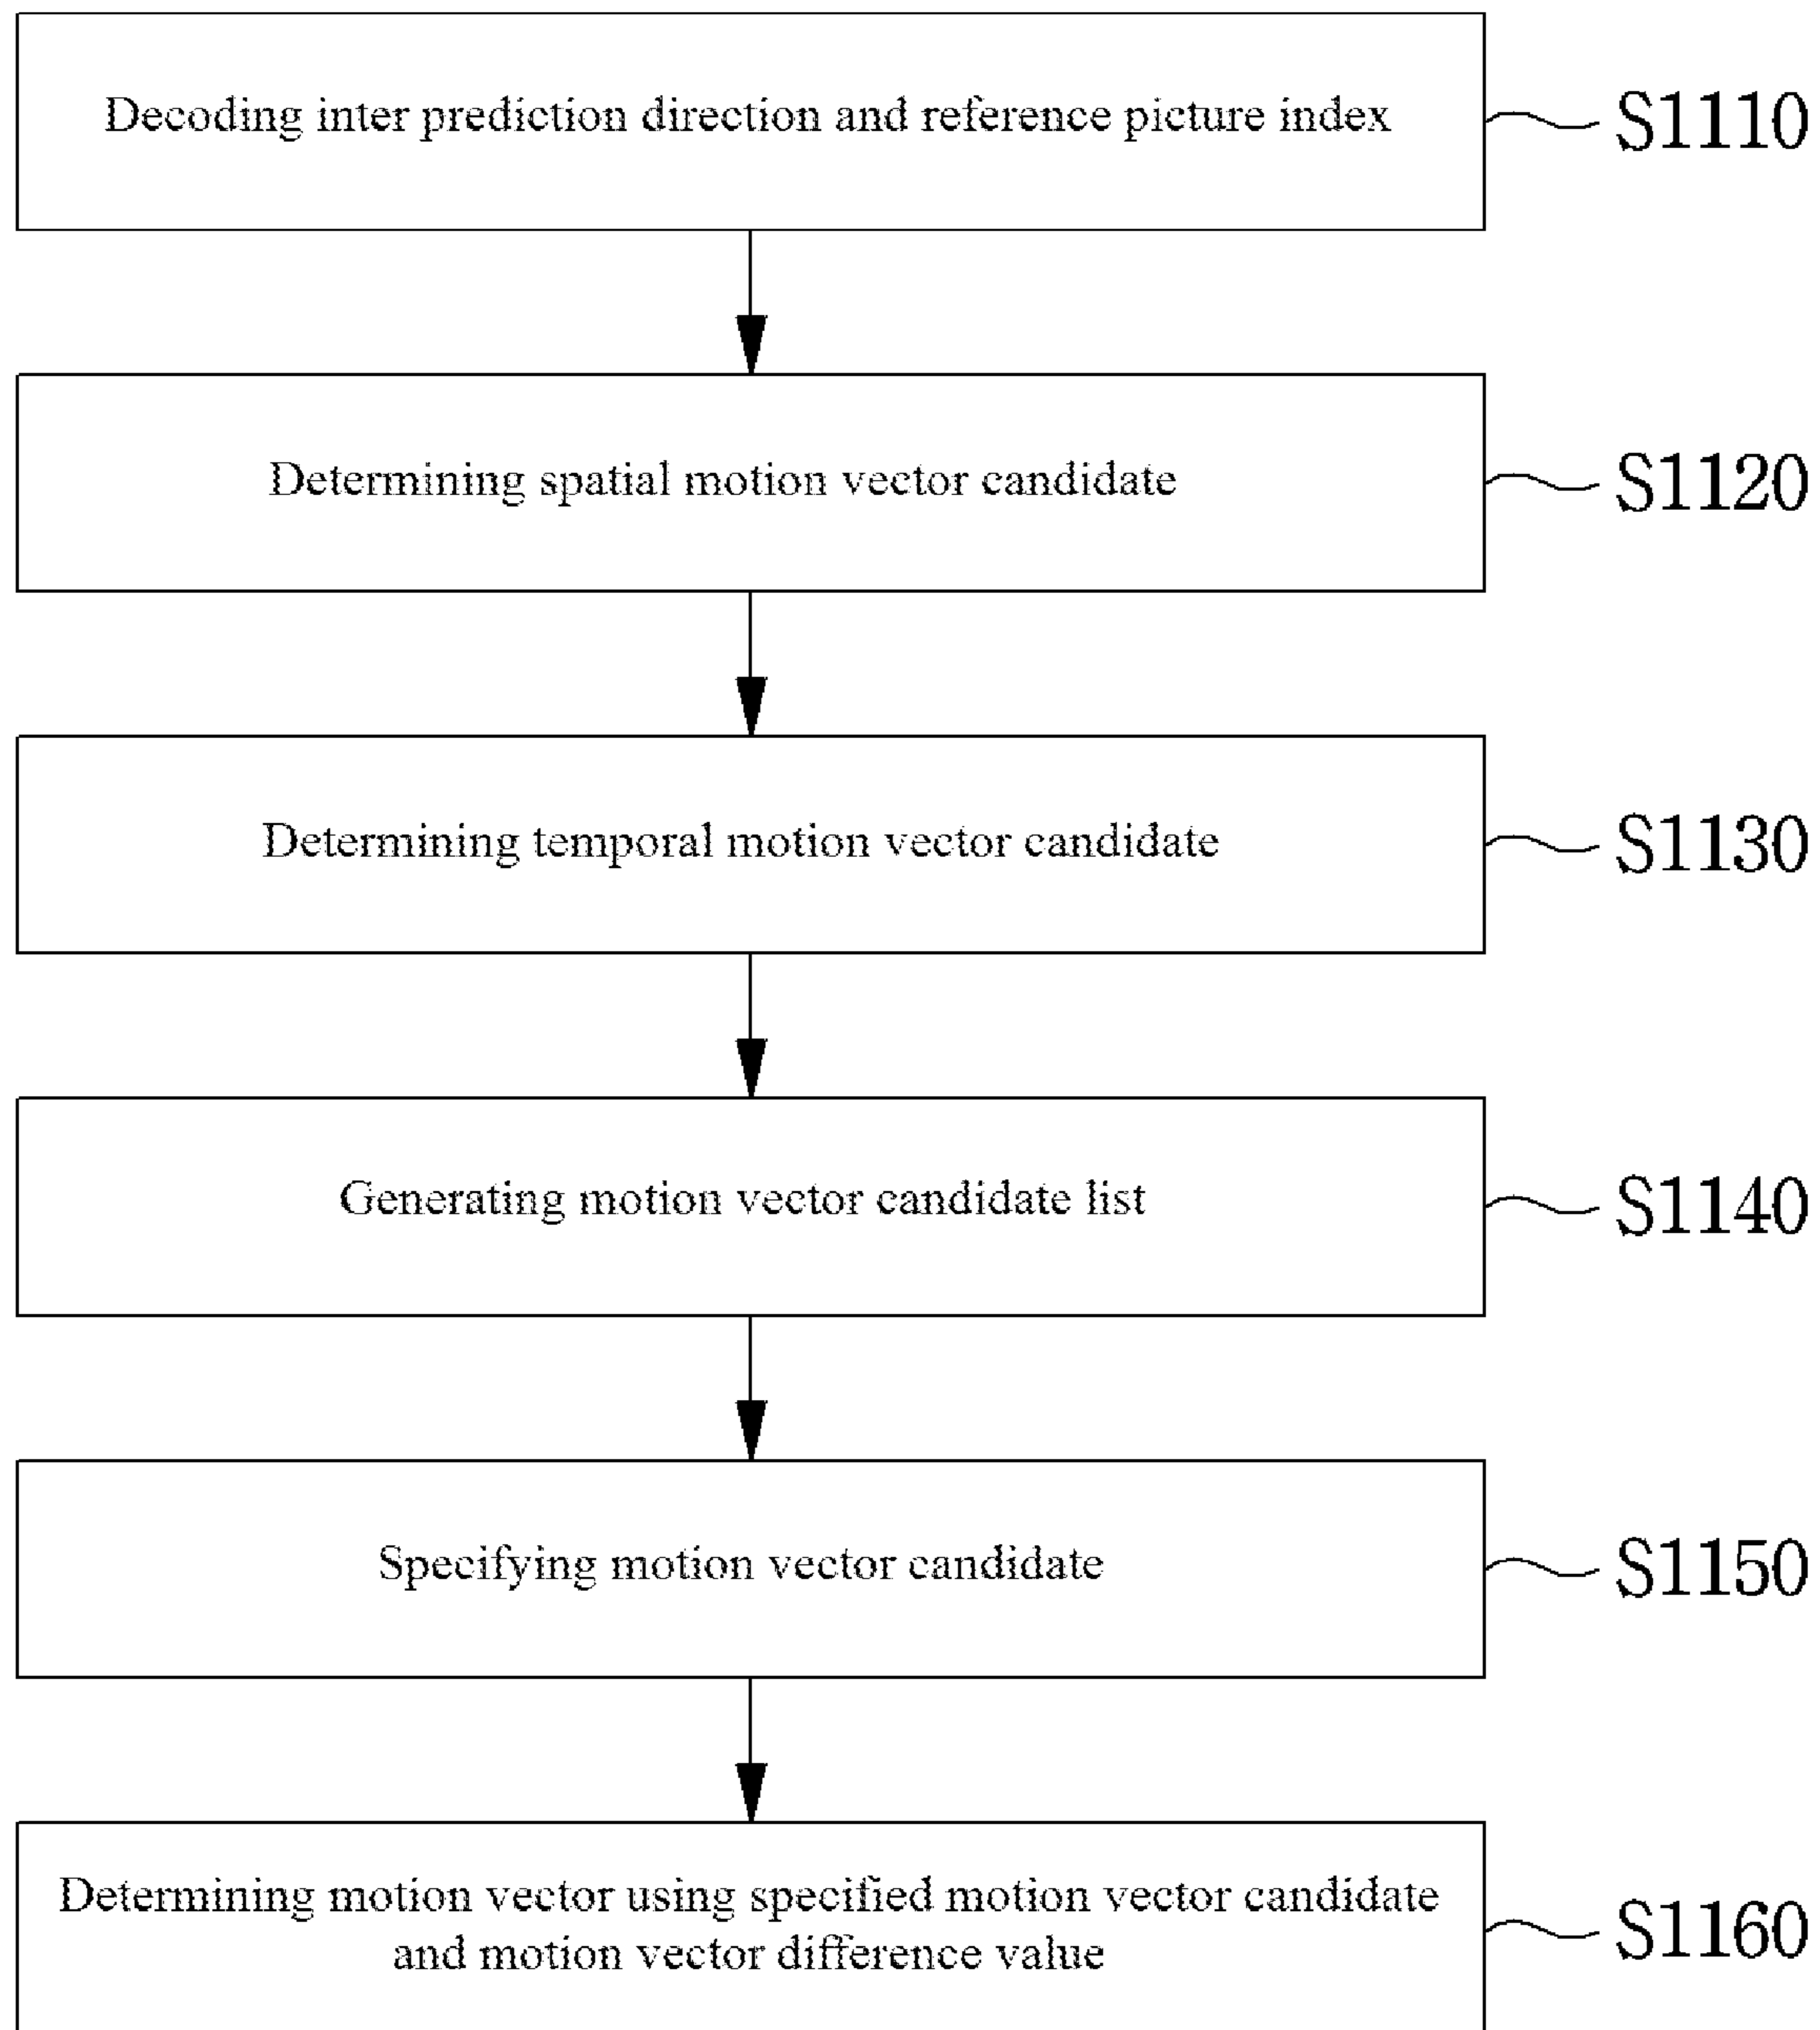 Decoding inter prediction direction and reference picture index
S1110
Determining spatial motion vector candidate
S1120
Determining temporal motion vector candidate
S1130
Generating motion vector candidate list
S1140
Specifying motion vector candidate
S1150
Determining motion vector using specified motion vector candidate
and motion vector difference value
S1160